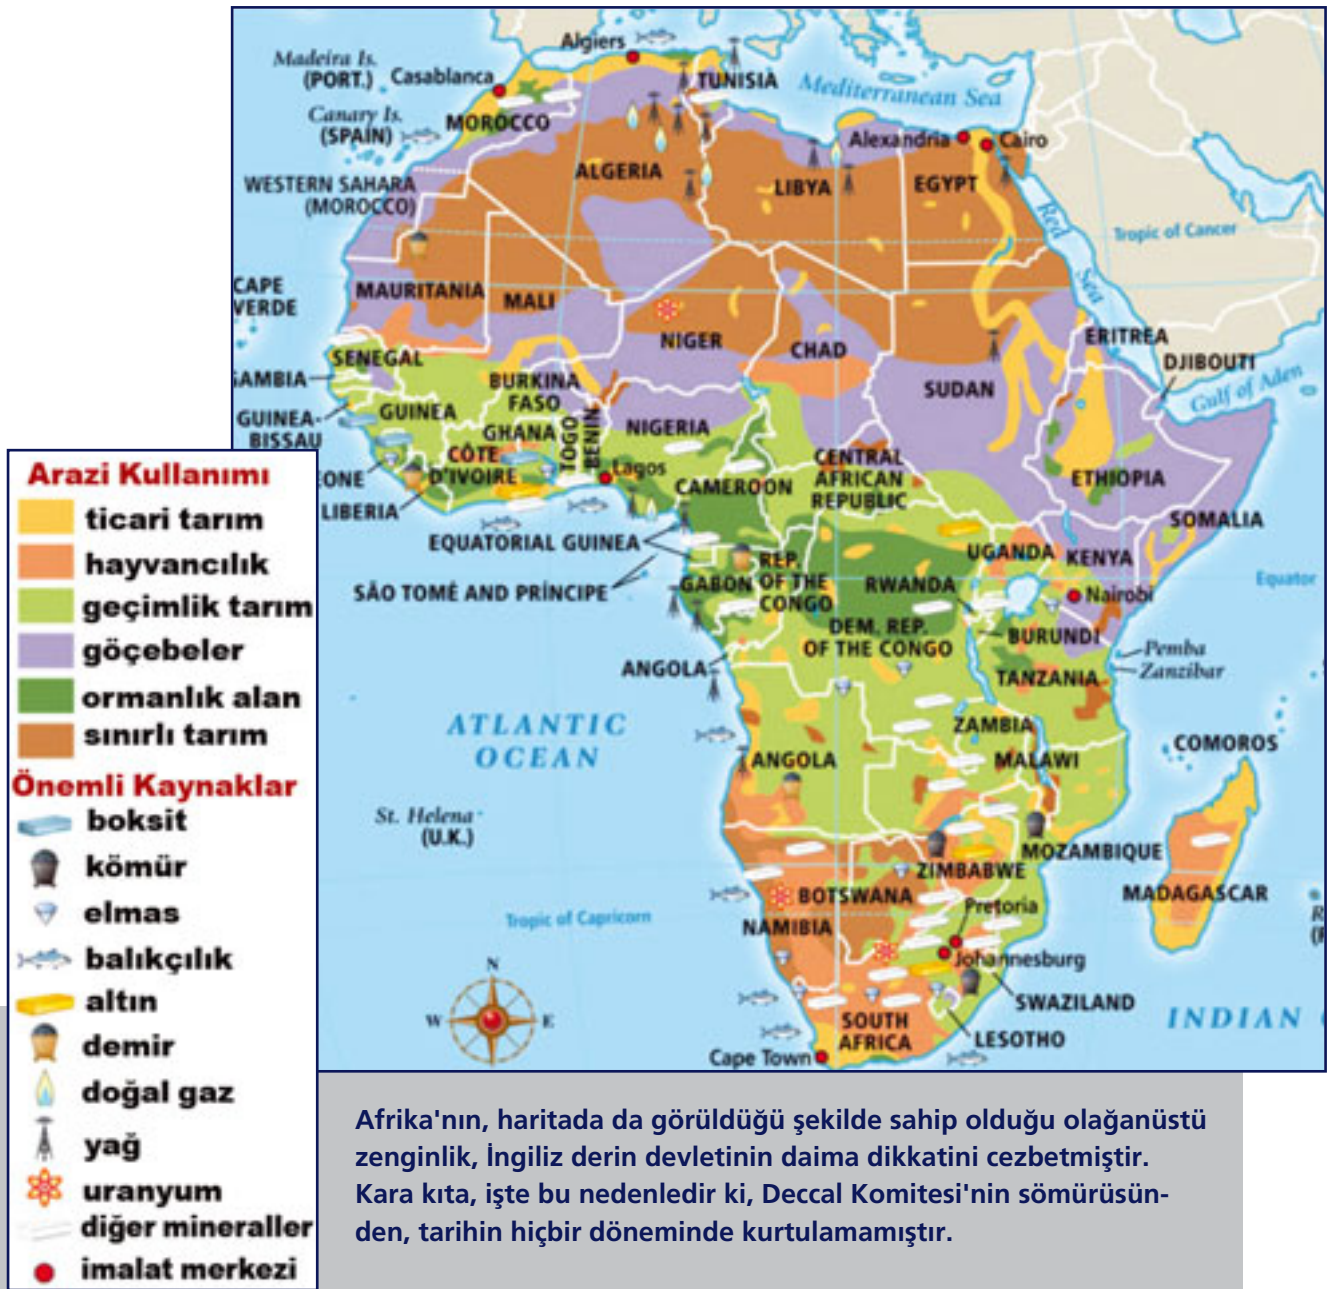 Algiers
Madeira Is.
(PORT.)
Casablanca
TUNISIA
Mediterranean Sea
Canary Is.
(SPAIN)
MOROCCO
Alexandria
Cairo
ALGERIA
LIBYA
EGYPT
WESTERN SAHARA
(MOROCCO)
Red
Sea
Tropic of Cancer
CAPE
VERDE
MAURITANIA
MALI
NIGER
CHAD
ERITREA
SENEGAL
DJIBOUTI
GAMBIA
BURKINA
FASO
SUDAN
Gulf of Aden
GUINEA-
BISSAU
GUINEA
GHANA
TOGO
BENIN
NIGERIA
CÔTE
D'IVOIRE
Lagos
CENTRAL
AFRICAN
REPUBLIC
ETHIOPIA
EONE
CAMEROON
LIBERIA
SOMALIA
EQUATORIAL GUINEA
UGANDA
KENYA
REP.
OF THE
CONGO
GABON
RWANDA
Equator
SÃO TOMÉ AND PRÍNCIPE
Nairobi
DEM. REP.
OF THE CONGO
BURUNDI
Pemba
Zanzibar
ANGOLA
TANZANIA
ATLANTIC
OCEAN
ZAMBIA
COMOROS
ANGOLA
MALAWI
St. Helena
(U.K.)
MOZAMBIQUE
ZIMBABWE
BOTSWANA
MADAGASCAR
Pretoria
Tropic of Capricorn
NAMIBIA
Johannesburg
N
W
E
SWAZILAND
INDIAN
SOUTH
AFRICA
LESOTHO
Cape Town
Arazi Kullanımı
ticari tarım
hayvancılık
geçimlik tarım
göçebeler
ormanlık alan
sınırlı tarım
Önemli Kaynaklar
boksit
kömür
elmas
balıkçılık
altın
demir
doğal gaz
yağ
uranyum
diğer mineraller
imalat merkezi
Afrika'nın, haritada da görüldüğü şekilde sahip olduğu olağanüstü
zenginlik, İngiliz derin devletinin daima dikkatini cezbetmiştir.
Kara kıta, işte bu nedenledir ki, Deccal Komitesi'nin sömürüsün-
den, tarihin hiçbir döneminde kurtulamamıştır.